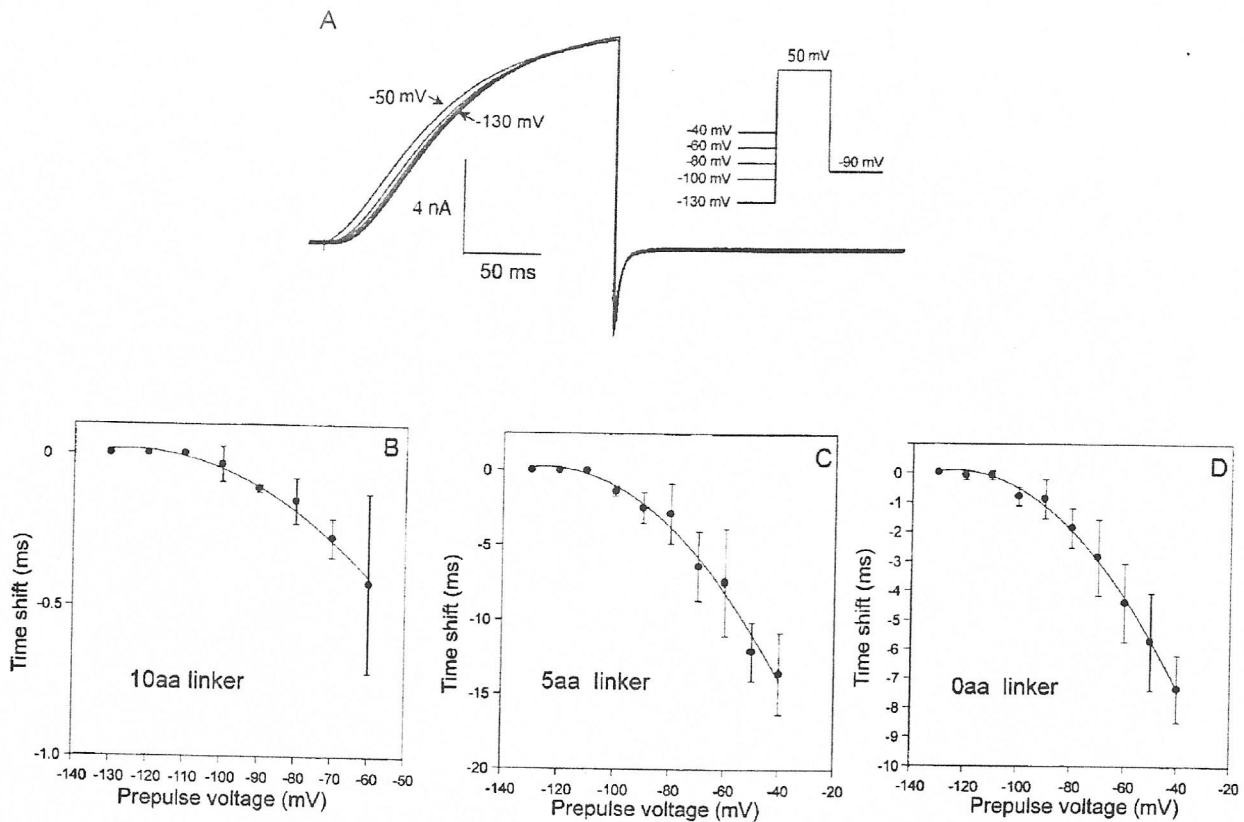 A
-50 mV
-130 mV
4 nA
50 ms
50 mV
-40 mV
-60 mV
-80 mV
-100 mV
-130 mV
-90 mV
B
Time shift (ms)
0
-0.5
-1.0
10aa linker
-140 -130 -120 -110 -100 -90 -80 -70 -60 -50
Prepulse voltage (mV)
C
Time shift (ms)
0
-5
-10
-15
-20
5aa linker
-140 -120 -100 -80 -60 -40 -20
Prepulse voltage (mV)
D
Time shift (ms)
0
-1
-2
-3
-4
-5
-6
-7
-8
-9
-10
0aa linker
-140 -120 -100 -80 -60 -40 -20
Prepulse voltage (mV)